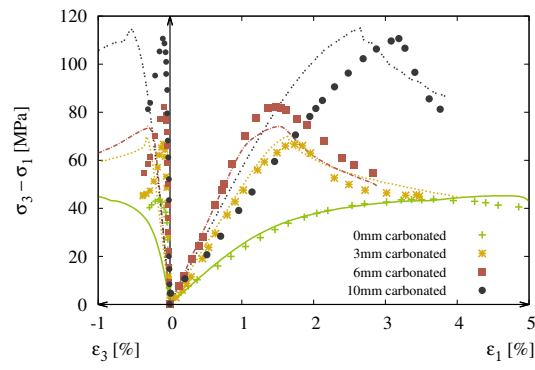 120
100
80
60
40
20
0
σ3 – σ1 [MPa]
0mm carbonated
3mm carbonated
6mm carbonated
10mm carbonated
-1 0 1 2 3 4 5
ε3 [%] ε1 [%]